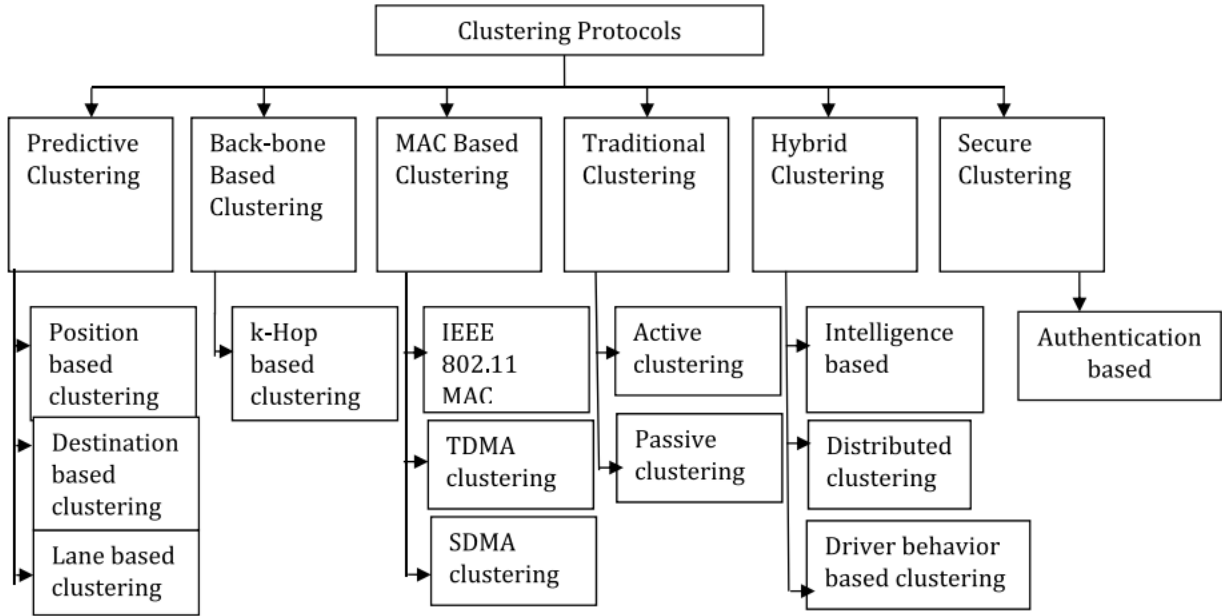 Clustering Protocols
Predictive
Clustering
Back-bone
Based
Clustering
MAC Based
Clustering
Traditional
Clustering
Hybrid
Clustering
Secure
Clustering
Position
based
clustering
Destination
based
clustering
Lane based
clustering
k-Hop
based
clustering
IEEE
802.11
MAC
TDMA
clustering
SDMA
clustering
Active
clustering
Passive
clustering
Intelligence
based
Distributed
clustering
Driver behavior
based clustering
Authentication
based